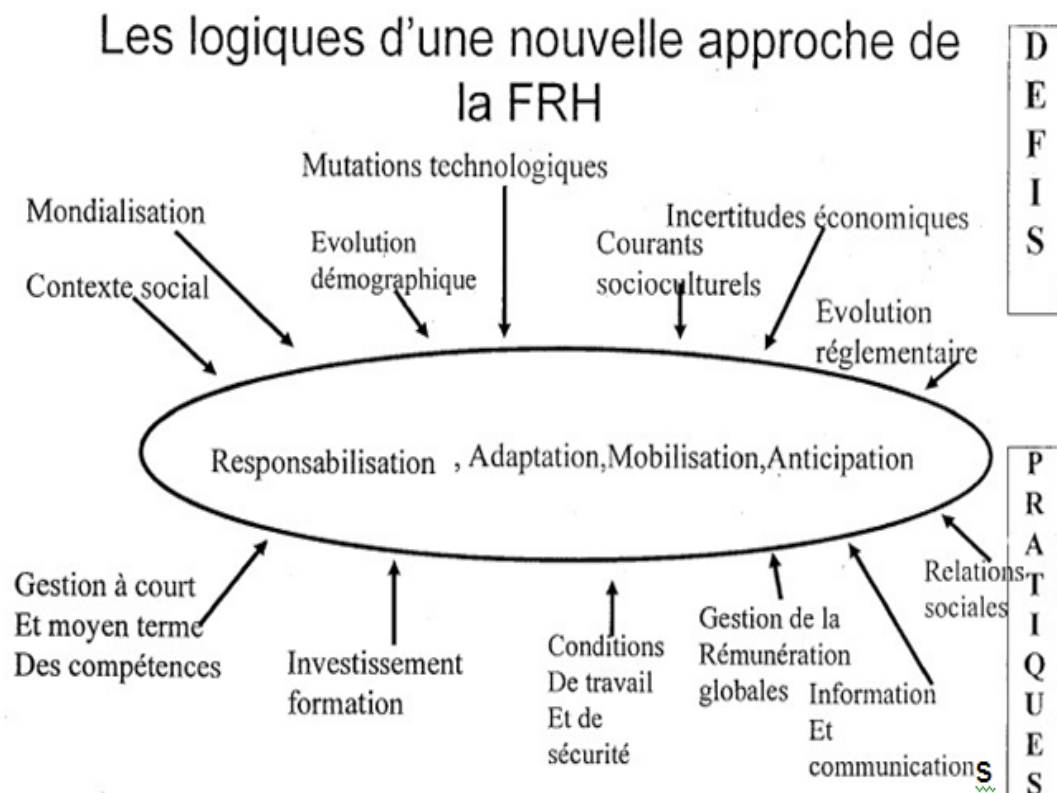 Les logiques d'une nouvelle approche de
la FRH
D
E
F
I
S
Mutations technologiques
Mondialisation
Incertitudes économiques
Evolution
démographique
Courants
socioculturels
Contexte social
Evolution
réglementaire
Responsabilisation , Adaptation,Mobilisation,Anticipation
P
R
A
T
I
Q
U
E
S
Relations
sociales
Gestion à court
Et moyen terme
Des compétences
Investissement
formation
Conditions
De travail
Et de
sécurité
Gestion de la
Rémunération
globales
Information
Et
communications